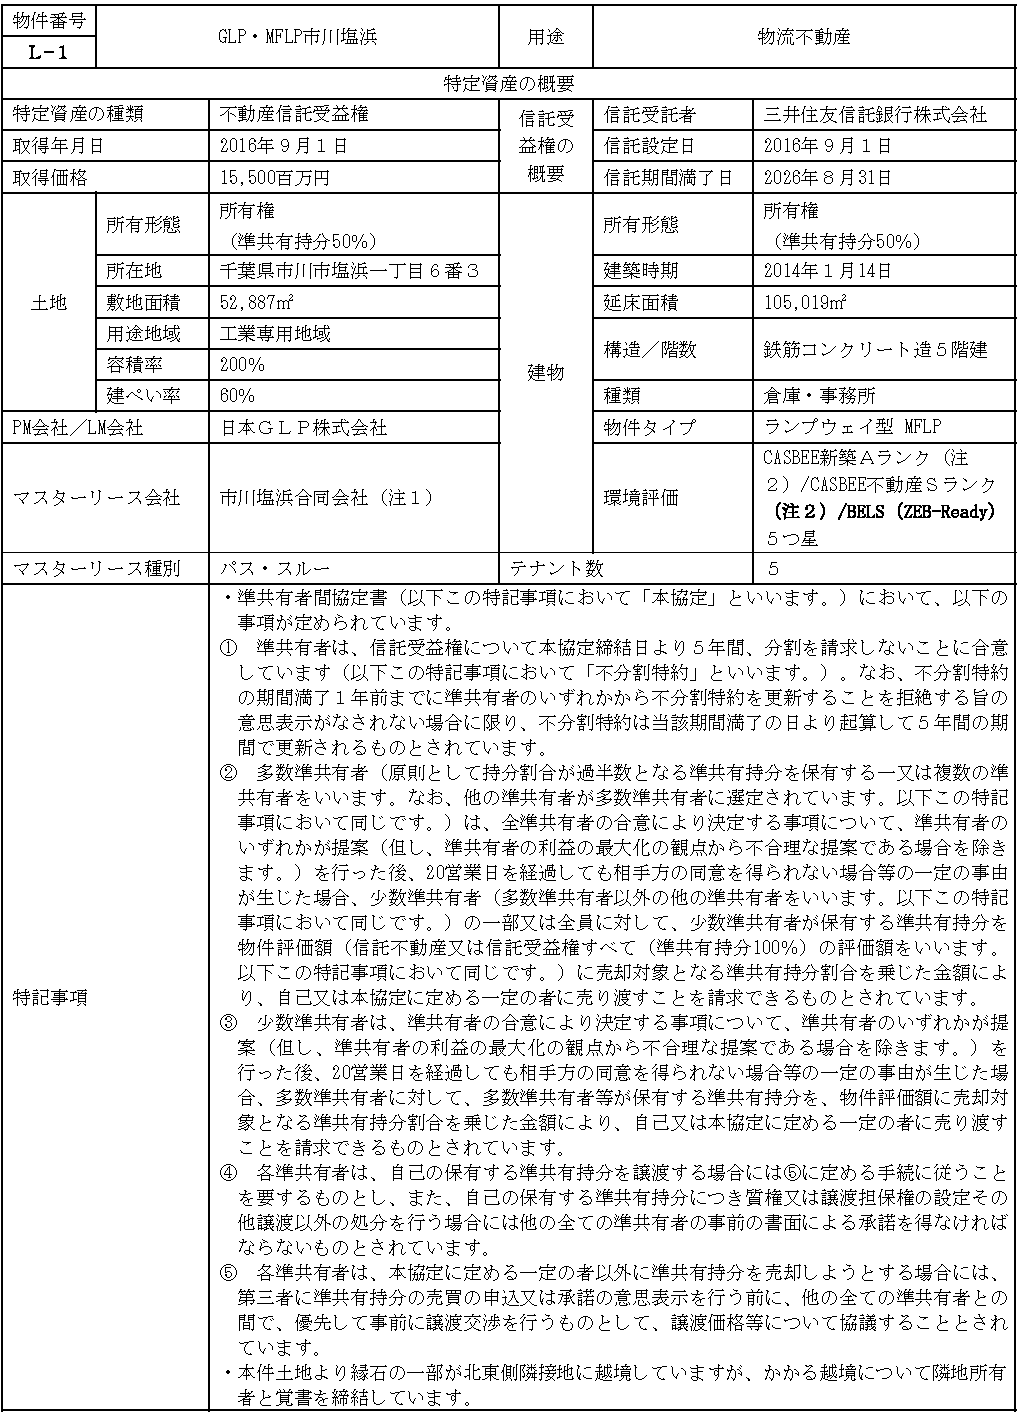 物件番号
L-1
GLP・MFLP市川塩浜
用途
物流不動産
特定資産の概要
特定資産の種類
不動産信託受益権
信託受
益権の
概要
信託受託者
三井住友信託銀行株式会社
取得年月日
2016年９月１日
信託設定日
2016年９月１日
取得価格
15,500百万円
信託期間満了日
2026年８月31日
土地
所有形態
所有権
（準共有持分50%）
建物
所有形態
所有権
（準共有持分50%）
所在地
千葉県市川市塩浜一丁目６番３
建築時期
2014年１月14日
敷地面積
52,887㎡
延床面積
105,019㎡
用途地域
工業専用地域
構造／階数
鉄筋コンクリート造５階建
容積率
200%
建ぺい率
60%
種類
倉庫・事務所
PM会社／LM会社
日本ＧＬＰ株式会社
物件タイプ
ランプウェイ型 MFLP
マスターリース会社
市川塩浜合同会社（注１）
環境評価
CASBEE新築Ａランク（注
２）/CASBEE不動産Ｓランク
（注２）/BELS（ZEB-Ready）
５つ星
マスターリース種別
パス・スルー
テナント数
５
特記事項
・準共有者間協定書（以下この特記事項において「本協定」といいます。）において、以下の
事項が定められています。
①　準共有者は、信託受益権について本協定締結日より５年間、分割を請求しないことに合意
しています（以下この特記事項において「不分割特約」といいます。）。なお、不分割特約
の期間満了１年前までに準共有者のいずれかから不分割特約を更新することを拒絶する旨の
意思表示がなされない場合に限り、不分割特約は当該期間満了の日より起算して５年間の期
間で更新されるものとされています。
②　多数準共有者（原則として持分割合が過半数となる準共有持分を保有する一又は複数の準
共有者をいいます。なお、他の準共有者が多数準共有者に選定されています。以下この特記
事項において同じです。）は、全準共有者の合意により決定する事項について、準共有者の
いずれかが提案（但し、準共有者の利益の最大化の観点から不合理な提案である場合を除き
ます。）を行った後、20営業日を経過しても相手方の同意を得られない場合等の一定の事由
が生じた場合、少数準共有者（多数準共有者以外の他の準共有者をいいます。以下この特記
事項において同じです。）の一部又は全員に対して、少数準共有者が保有する準共有持分を
物件評価額（信託不動産又は信託受益権すべて（準共有持分100%）の評価額をいいます。
以下この特記事項において同じです。）に売却対象となる準共有持分割合を乗じた金額によ
り、自己又は本協定に定める一定の者に売り渡すことを請求できるものとされています。
③　少数準共有者は、準共有者の合意により決定する事項について、準共有者のいずれかが提
案（但し、準共有者の利益の最大化の観点から不合理な提案である場合を除きます。）を
行った後、20営業日を経過しても相手方の同意を得られない場合等の一定の事由が生じた場
合、多数準共有者に対して、多数準共有者等が保有する準共有持分を、物件評価額に売却対
象となる準共有持分割合を乗じた金額により、自己又は本協定に定める一定の者に売り渡す
ことを請求できるものとされています。
④　各準共有者は、自己の保有する準共有持分を譲渡する場合には⑥に定める手続に従うこと
を要するものとし、また、自己の保有する準共有持分につき質権又は譲渡担保権の設定その
他譲渡以外の処分を行う場合には他の全ての準共有者の事前の書面による承諾を得なければ
ならないものとされています。
⑤　各準共有者は、本協定に定める一定の者以外に準共有持分を売却しようとする場合には、
第三者に準共有持分の売買の申込又は承諾の意思表示を行う前に、他の全ての準共有者との
間で、優先して事前に譲渡交渉を行うものとして、譲渡価格等について協議することとされ
ています。
・本件土地より縁石の一部が北東側隣接地に越境していますが、かかる越境について隣地所有
者と覚書を締結しています。